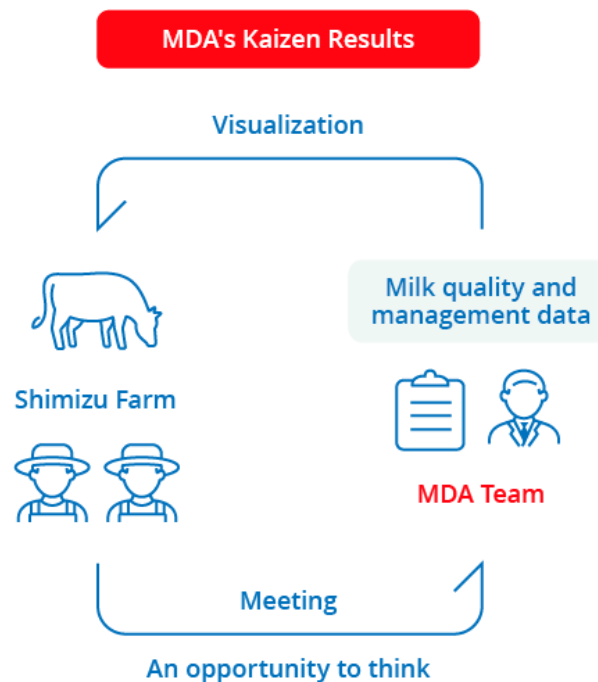 MDA's Kaizen Results
Visualization
Milk quality and
management data
Shimizu Farm
MDA Team
Meeting
An opportunity to think